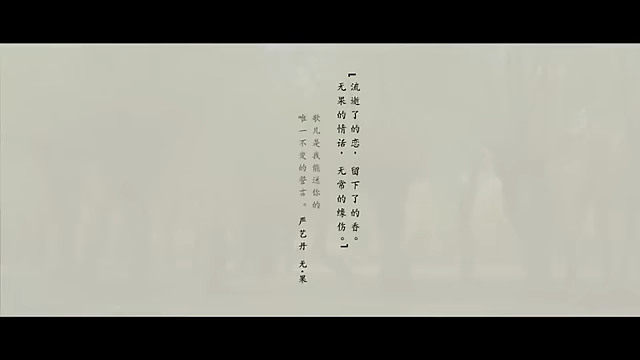 【流逝了的恋,留下了的香。
无果的情话,无常的缘伤。】
歌儿是我能送你的
唯一不变的誓言。严艺丹 无·果